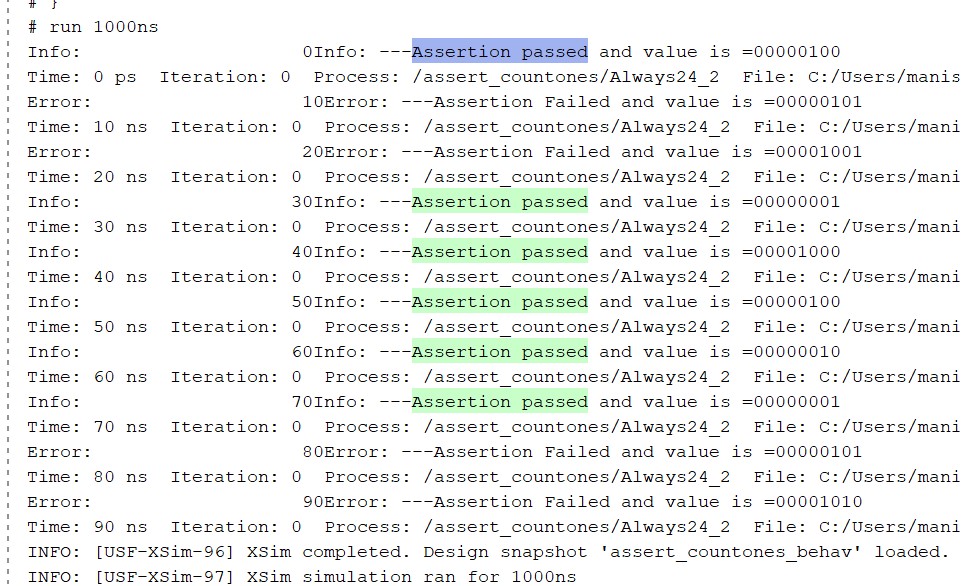 # }
# run 1000ns
Info:                    0Info: ---Assertion passed and value is =00000100
Time: 0 ps  Iteration: 0  Process: /assert_countones/Always24_2  File: C:/Users/manis
Error:                   10Error: ---Assertion Failed and value is =00000101
Time: 10 ns  Iteration: 0  Process: /assert_countones/Always24_2  File: C:/Users/mani
Error:                   20Error: ---Assertion Failed and value is =00001001
Time: 20 ns  Iteration: 0  Process: /assert_countones/Always24_2  File: C:/Users/mani
Info:                   30Info: ---Assertion passed and value is =00000001
Time: 30 ns  Iteration: 0  Process: /assert_countones/Always24_2  File: C:/Users/mani
Info:                   40Info: ---Assertion passed and value is =00001000
Time: 40 ns  Iteration: 0  Process: /assert_countones/Always24_2  File: C:/Users/mani
Info:                   50Info: ---Assertion passed and value is =00000100
Time: 50 ns  Iteration: 0  Process: /assert_countones/Always24_2  File: C:/Users/mani
Info:                   60Info: ---Assertion passed and value is =00000010
Time: 60 ns  Iteration: 0  Process: /assert_countones/Always24_2  File: C:/Users/mani
Info:                   70Info: ---Assertion passed and value is =00000001
Time: 70 ns  Iteration: 0  Process: /assert_countones/Always24_2  File: C:/Users/mani
Error:                   80Error: ---Assertion Failed and value is =00000101
Time: 80 ns  Iteration: 0  Process: /assert_countones/Always24_2  File: C:/Users/mani
Error:                   90Error: ---Assertion Failed and value is =00001010
Time: 90 ns  Iteration: 0  Process: /assert_countones/Always24_2  File: C:/Users/mani
INFO: [USF-XSim-96] XSim completed. Design snapshot 'assert_countones_behav' loaded.
INFO: [USF-XSim-97] XSim simulation ran for 1000ns